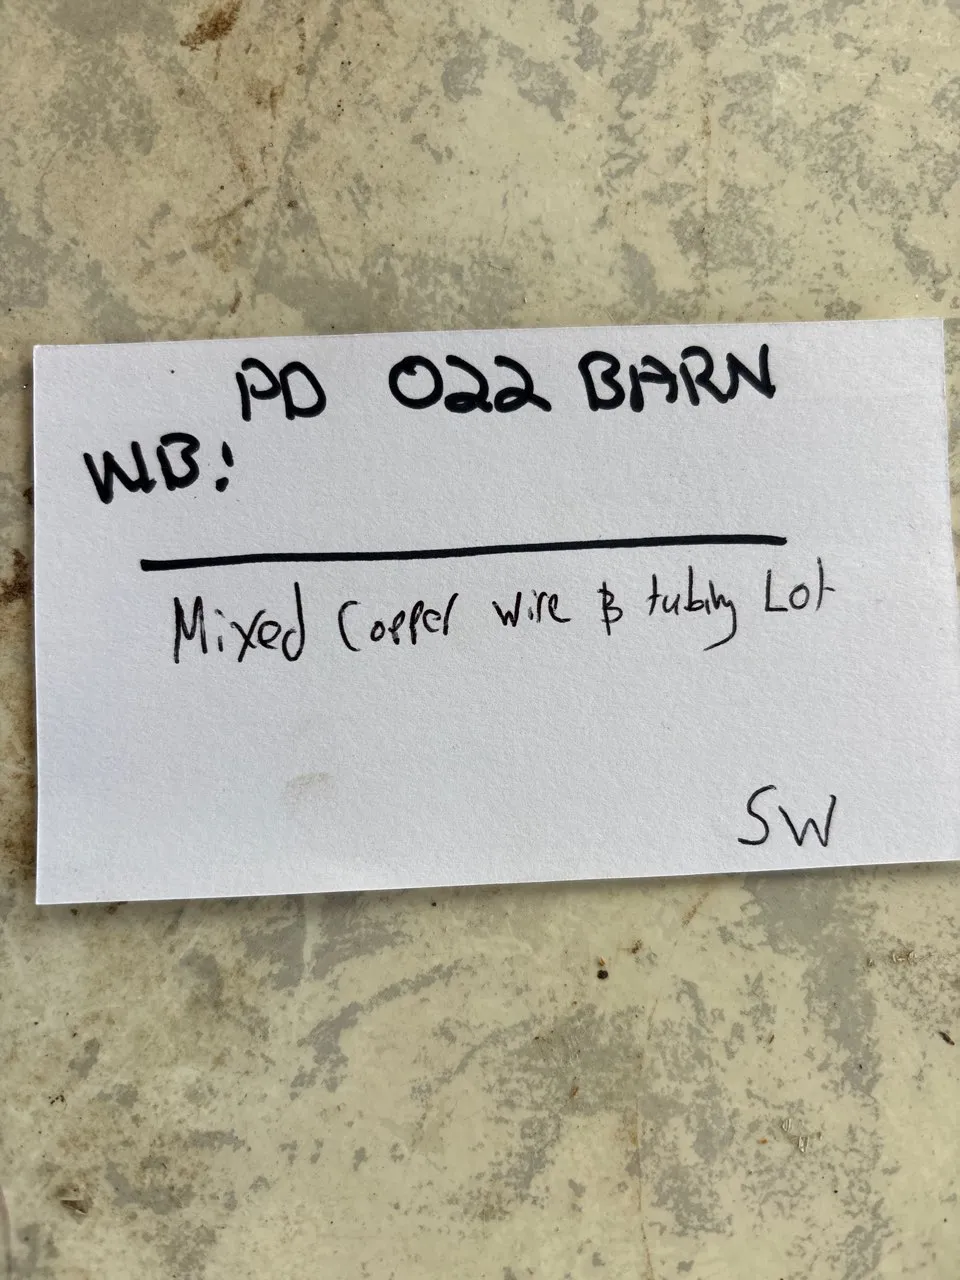 PD 022 BARN
WB:
Mixed Copper Wire & tubing Lot
SW